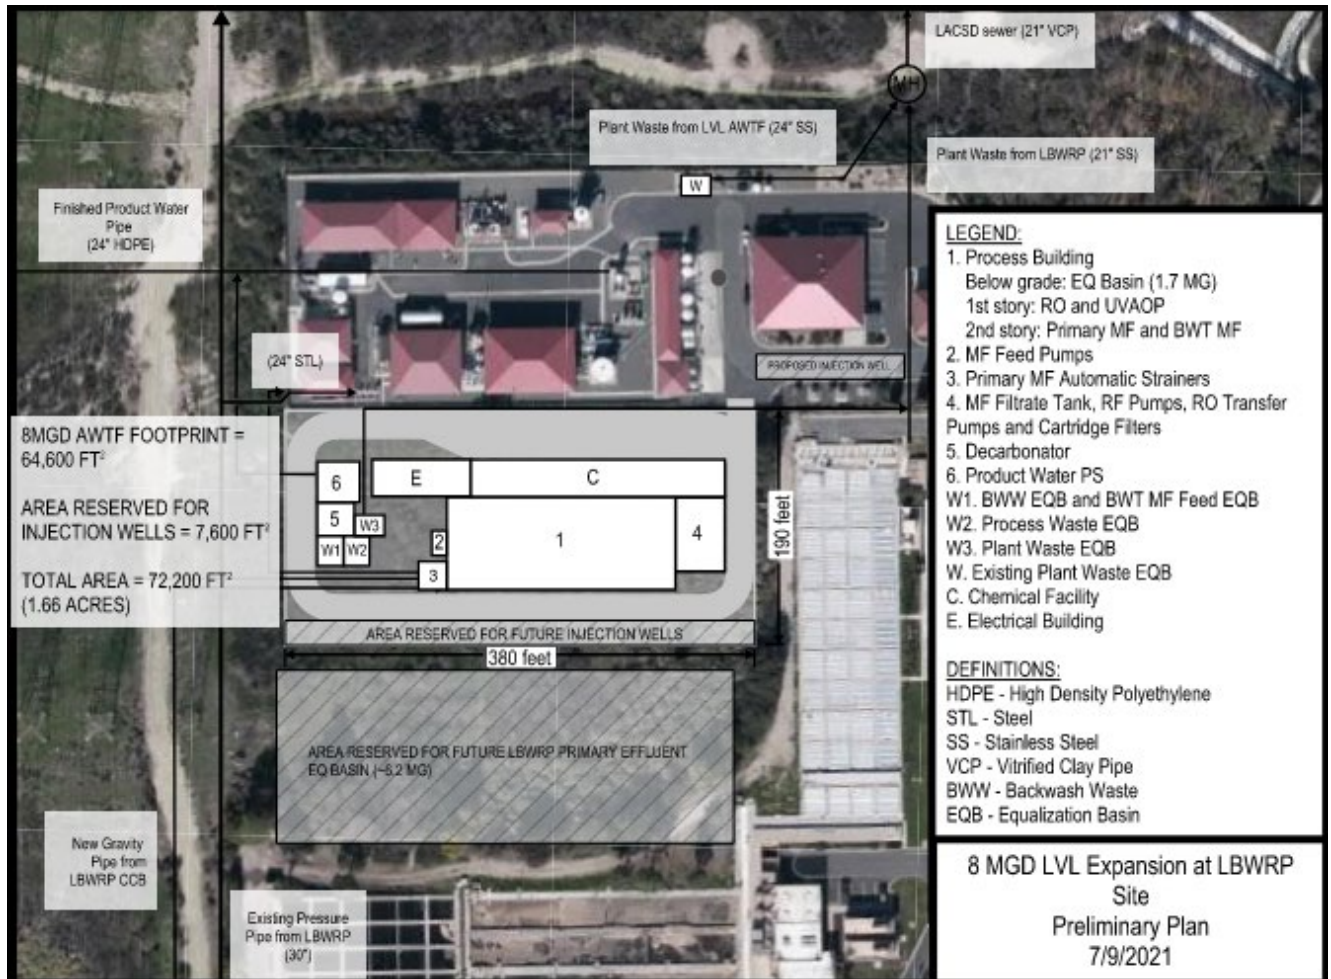 LACSD sewer (21" VCP)
MH
Plant Waste from LVL AWTF (24" SS)
Plant Waste from LBWRP (21" SS)
W
Finished Product Water
Pipe
(24" HDPE)
(24" STL)
PROPOSED INJECTION WELL
8MGD AWTF FOOTPRINT =
64,600 FT²
AREA RESERVED FOR
INJECTION WELLS = 7,600 FT²
TOTAL AREA = 72,200 FT²
(1.66 ACRES)
6
E
C
5
W3
W1
W2
2
3
1
4
190 feet
AREA RESERVED FOR FUTURE INJECTION WELLS
380 feet
AREA RESERVED FOR FUTURE LBWRP PRIMARY EFFLUENT
EQ BASIN (~6.2 MG)
New Gravity
Pipe from
LBWRP CCB
Existing Pressure
Pipe from LBWRP
(30")
LEGEND:
1. Process Building
Below grade: EQ Basin (1.7 MG)
1st story: RO and UVAOP
2nd story: Primary MF and BWT MF
2. MF Feed Pumps
3. Primary MF Automatic Strainers
4. MF Filtrate Tank, RF Pumps, RO Transfer
Pumps and Cartridge Filters
5. Decarbonator
6. Product Water PS
W1. BWW EQB and BWT MF Feed EQB
W2. Process Waste EQB
W3. Plant Waste EQB
W. Existing Plant Waste EQB
C. Chemical Facility
E. Electrical Building
DEFINITIONS:
HDPE - High Density Polyethylene
STL - Steel
SS - Stainless Steel
VCP - Vitrified Clay Pipe
BWW - Backwash Waste
EQB - Equalization Basin
8 MGD LVL Expansion at LBWRP
Site
Preliminary Plan
7/9/2021